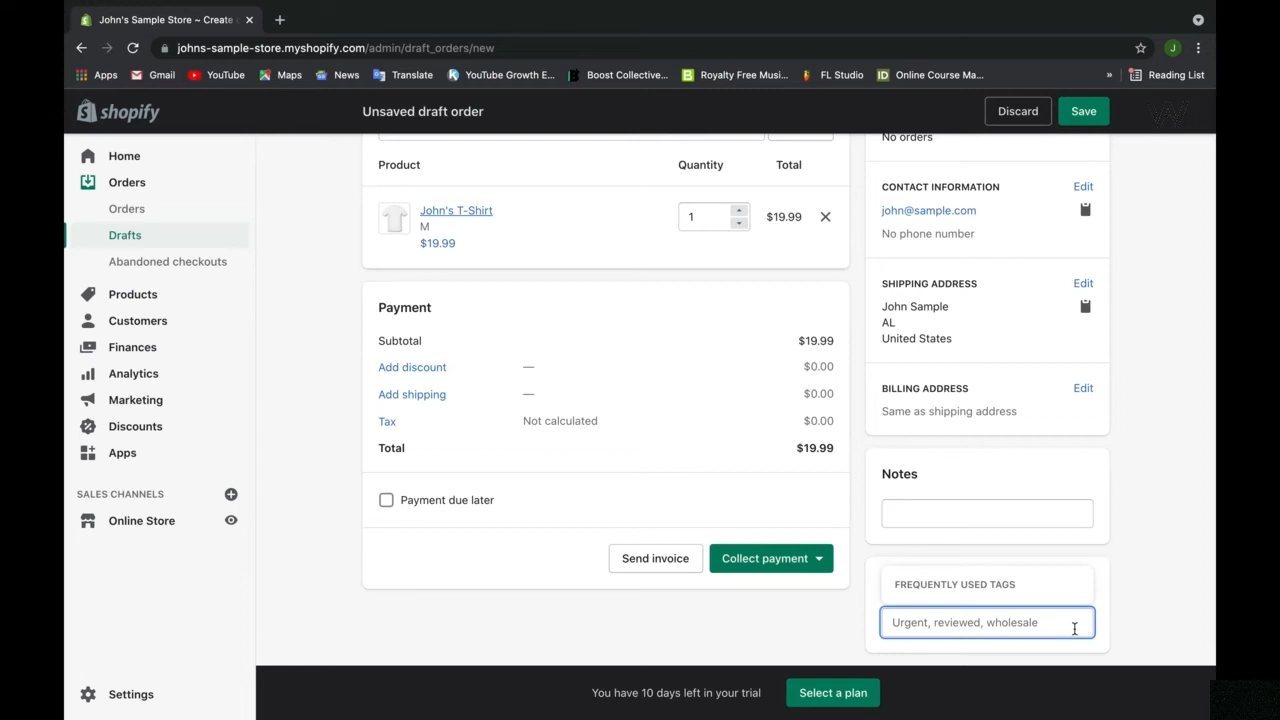 John's Sample Store ~ Create
johns-sample-store.myshopify.com/admin/draft_orders/new
J
Apps
Gmail
YouTube
Maps
News
Translate
YouTube Growth E...
Boost Collective...
Royalty Free Musi...
FL Studio
Online Course Ma...
»
Reading List
shopify
Unsaved draft order
Discard
Save
Home
Orders
Orders
Drafts
Abandoned checkouts
Products
Customers
Finances
Analytics
Marketing
Discounts
Apps
SALES CHANNELS
Online Store
Settings
Product Quantity Total
John's T-Shirt 1 $19.99
M
$19.99
Payment
Subtotal $19.99
Add discount — $0.00
Add shipping — $0.00
Tax Not calculated $0.00
Total $19.99
Payment due later
Send invoice
Collect payment
No orders
CONTACT INFORMATION Edit
john@sample.com
No phone number
SHIPPING ADDRESS Edit
John Sample
AL
United States
BILLING ADDRESS Edit
Same as shipping address
Notes
FREQUENTLY USED TAGS
Urgent, reviewed, wholesale
You have 10 days left in your trial
Select a plan